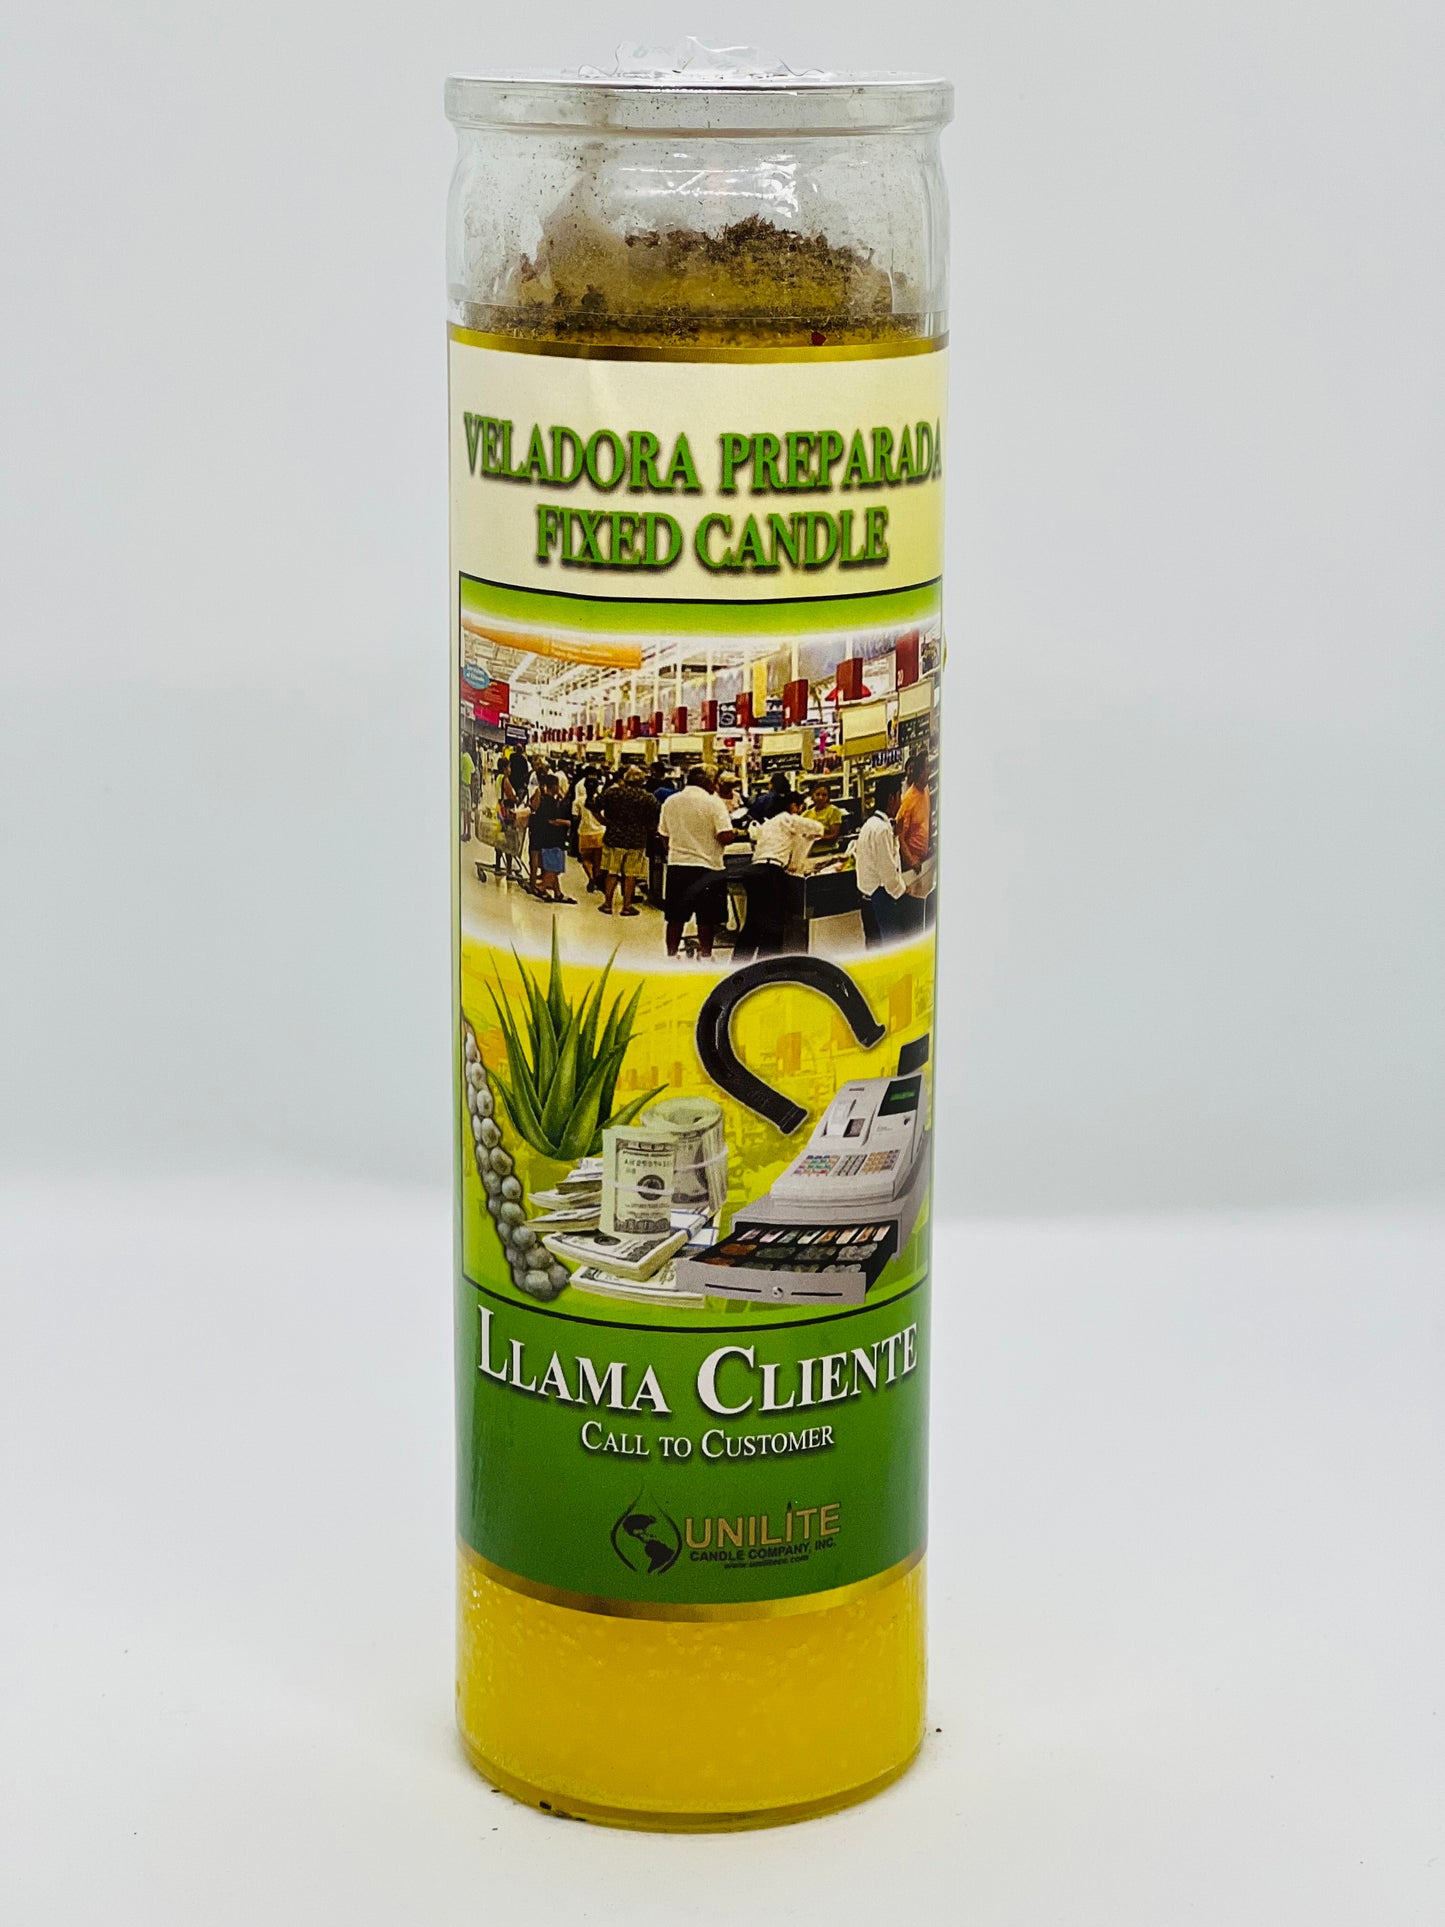 VELADORA PREPARADA
FIXED CANDLE
LLAMA CLIENTE
CALL TO CUSTOMER
UNILITE
CANDLE COMPANY, INC.